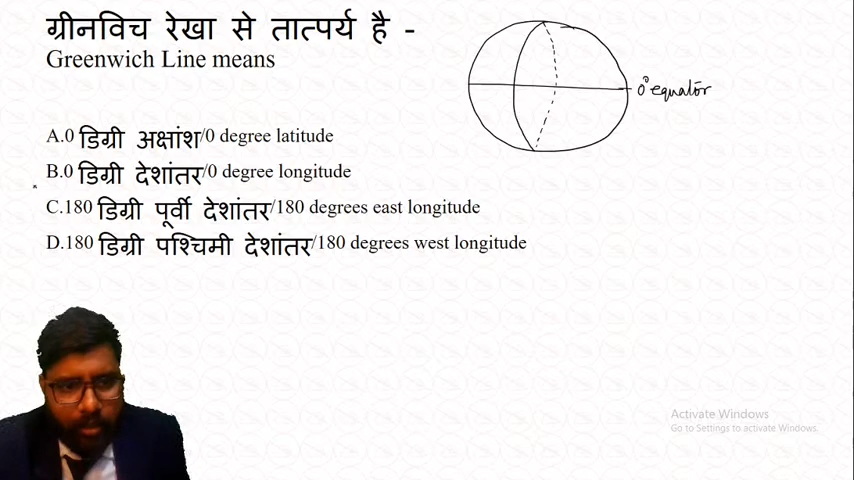 ग्रीनविच रेखा से तात्पर्य है -
Greenwich Line means
0° equator
A.0 डिग्री अक्षांश/0 degree latitude
B.0 डिग्री देशांतर/0 degree longitude
C.180 डिग्री पूर्वी देशांतर/180 degrees east longitude
D.180 डिग्री पश्चिमी देशांतर/180 degrees west longitude
Activate Windows
Go to Settings to activate Windows.